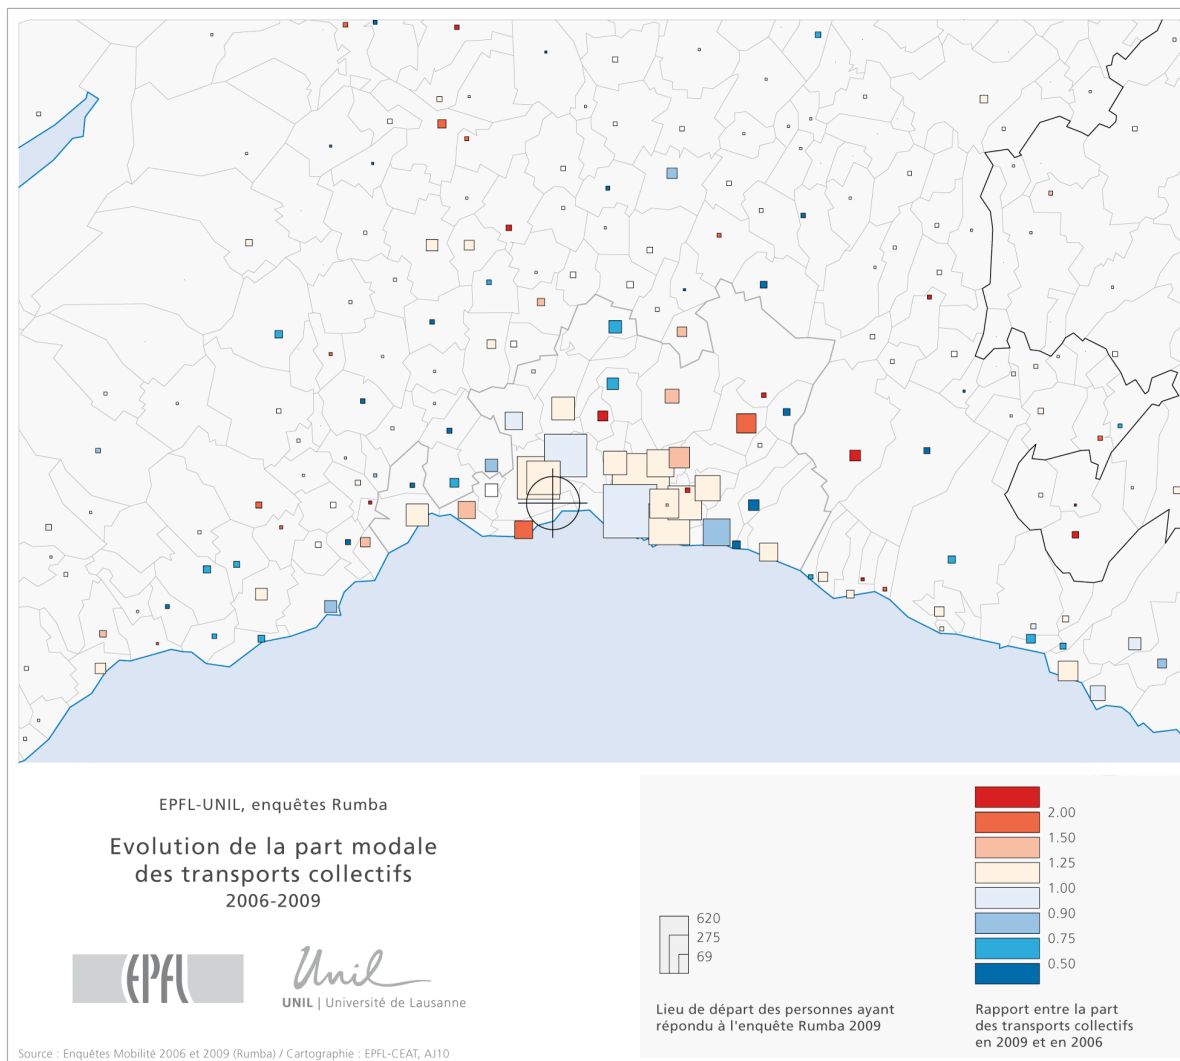 EPFL-UNIL, enquêtes Rumba
Evolution de la part modale
des transports collectifs
2006-2009
EPFL
Unil
UNIL | Université de Lausanne
Source : Enquêtes Mobilité 2006 et 2009 (Rumba) / Cartographie : EPFL-CEAT, AJ10
620
275
69
Lieu de départ des personnes ayant
répondu à l'enquête Rumba 2009
2.00
1.50
1.25
1.00
0.90
0.75
0.50
Rapport entre la part
des transports collectifs
en 2009 et en 2006